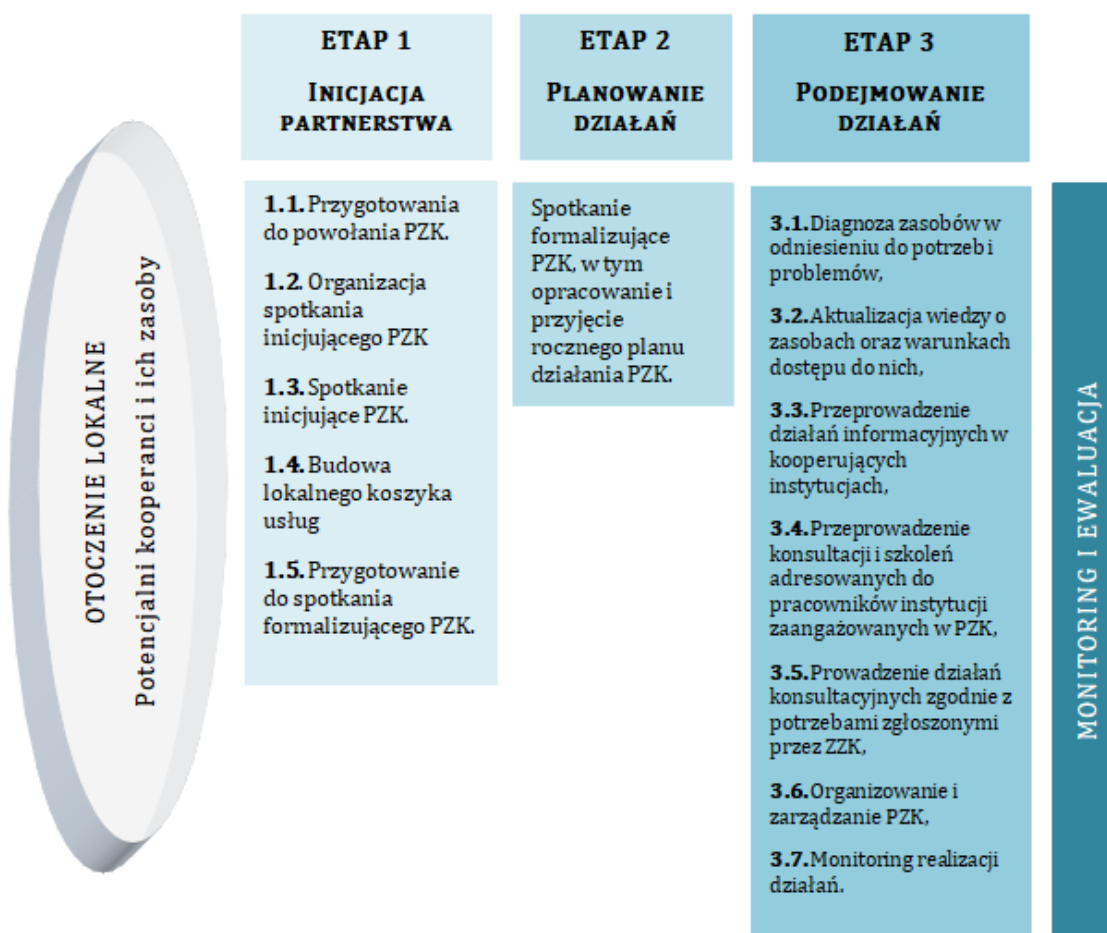 OTOCZENIE LOKALNE
Potencjalni kooperanci i ich zasoby
ETAP 1
INICJACJA
PARTNERSTWA
1.1. Przygotowania
do powołania PZK.
1.2. Organizacja
spotkania
inicjującego PZK
1.3. Spotkanie
inicjujące PZK.
1.4. Budowa
lokalnego koszyka
usług
1.5. Przygotowanie
do spotkania
formalizującego PZK.
ETAP 2
PLANOWANIE
DZIAŁAŃ
Spotkanie
formalizujące
PZK, w tym
opracowanie i
przyjęcie
rocznego planu
działania PZK.
ETAP 3
PODEJMOWANIE
DZIAŁAŃ
3.1. Diagnoza zasobów w
odniesieniu do potrzeb i
problemów,
3.2. Aktualizacja wiedzy o
zasobach oraz warunkach
dostępu do nich,
3.3. Przeprowadzenie
działań informacyjnych w
kooperujących
instytucjach,
3.4. Przeprowadzenie
konsultacji i szkoleń
adresowanych do
pracowników instytucji
zaangażowanych w PZK,
3.5. Prowadzenie działań
konsultacyjnych zgodnie z
potrzebami zgłoszonymi
przez ZZK,
3.6. Organizowanie i
zarządzanie PZK,
3.7. Monitoring realizacji
działań.
MONITORING I EWALUACJA